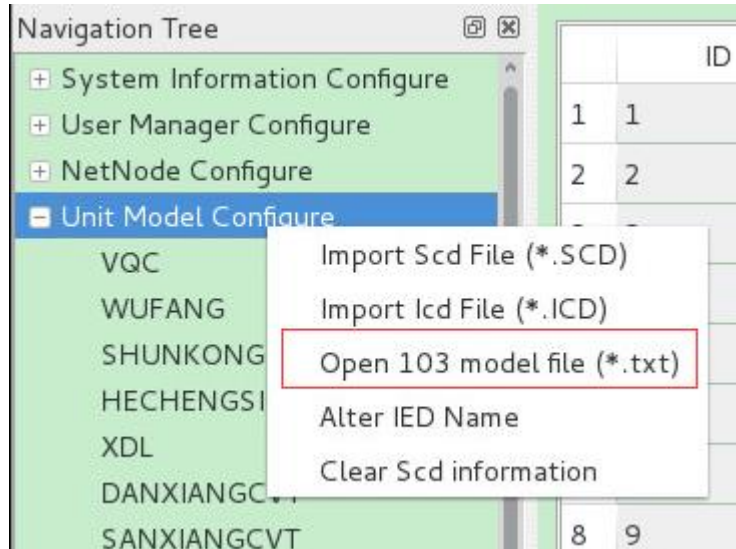 Navigation Tree
System Information Configure
User Manager Configure
NetNode Configure
Unit Model Configure
VQC
WUFANG
SHUNKONG
HECHENGSI
XDL
DANXIANGCVT
SANXIANGCVT
Import Scd File (*.SCD)
Import Icd File (*.ICD)
Open 103 model file (*.txt)
Alter IED Name
Clear Scd information
ID
1 1
2 2
8 9